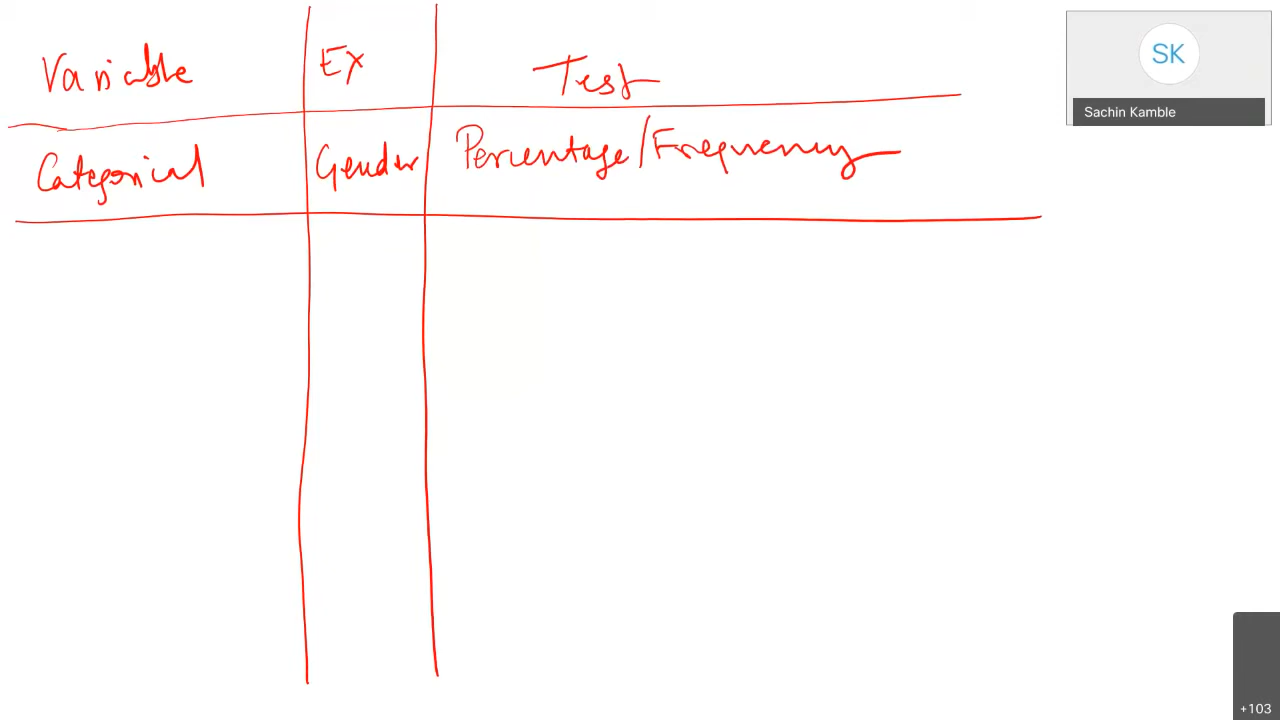 Variable Ex Test
Categorical Gender Percentage/Frequency
SK
Sachin Kamble
+103